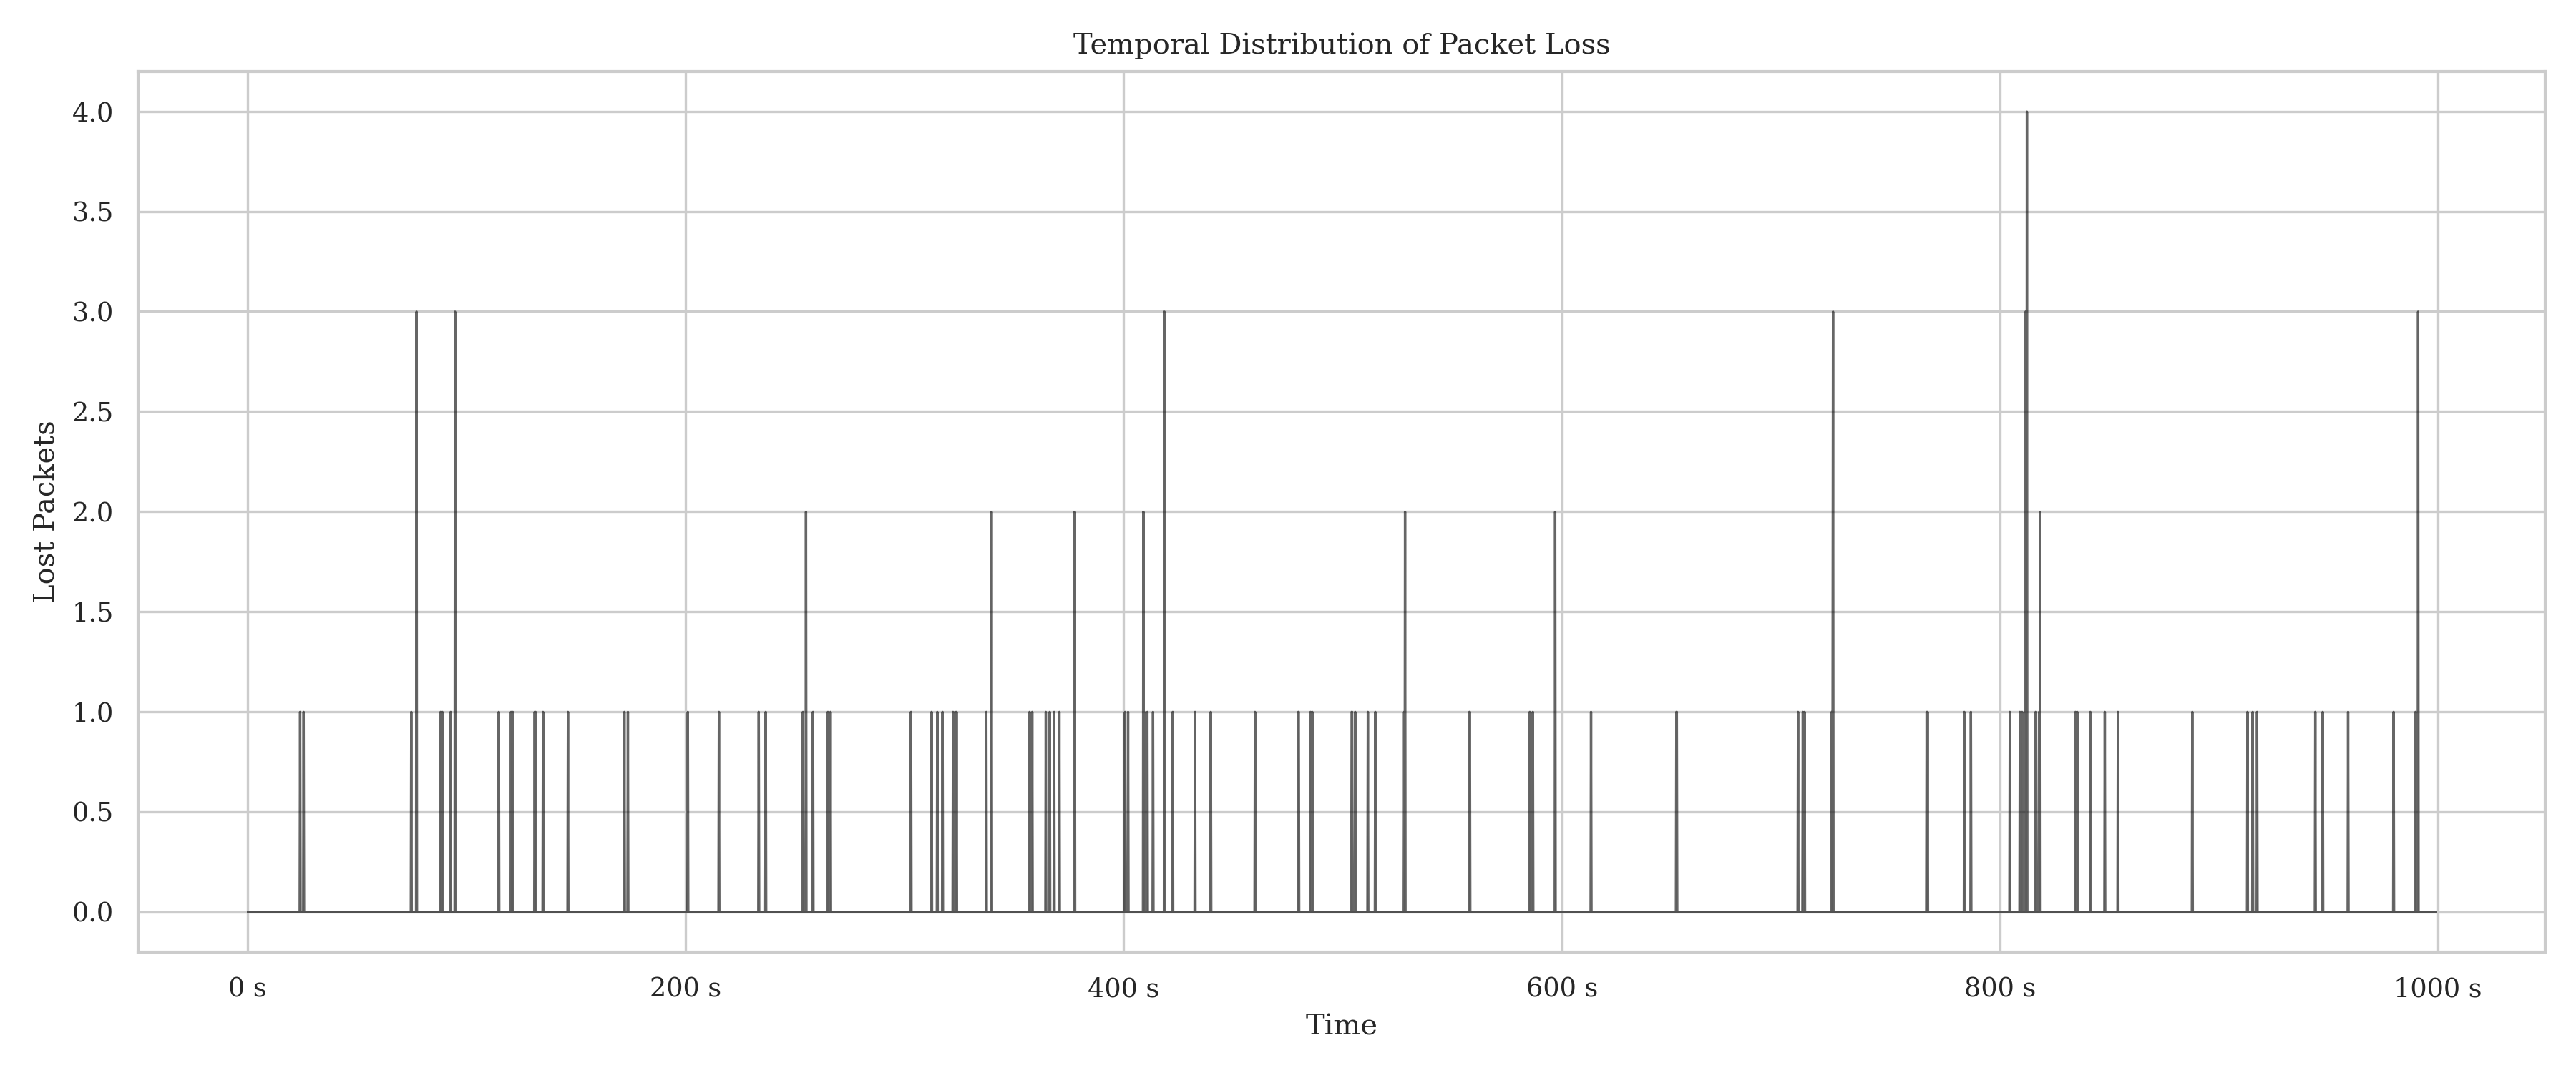 Temporal Distribution of Packet Loss
4.0
3.5
3.0
2.5
2.0
1.5
1.0
0.5
0.0
Lost Packets
0 s
200 s
400 s
600 s
800 s
1000 s
Time